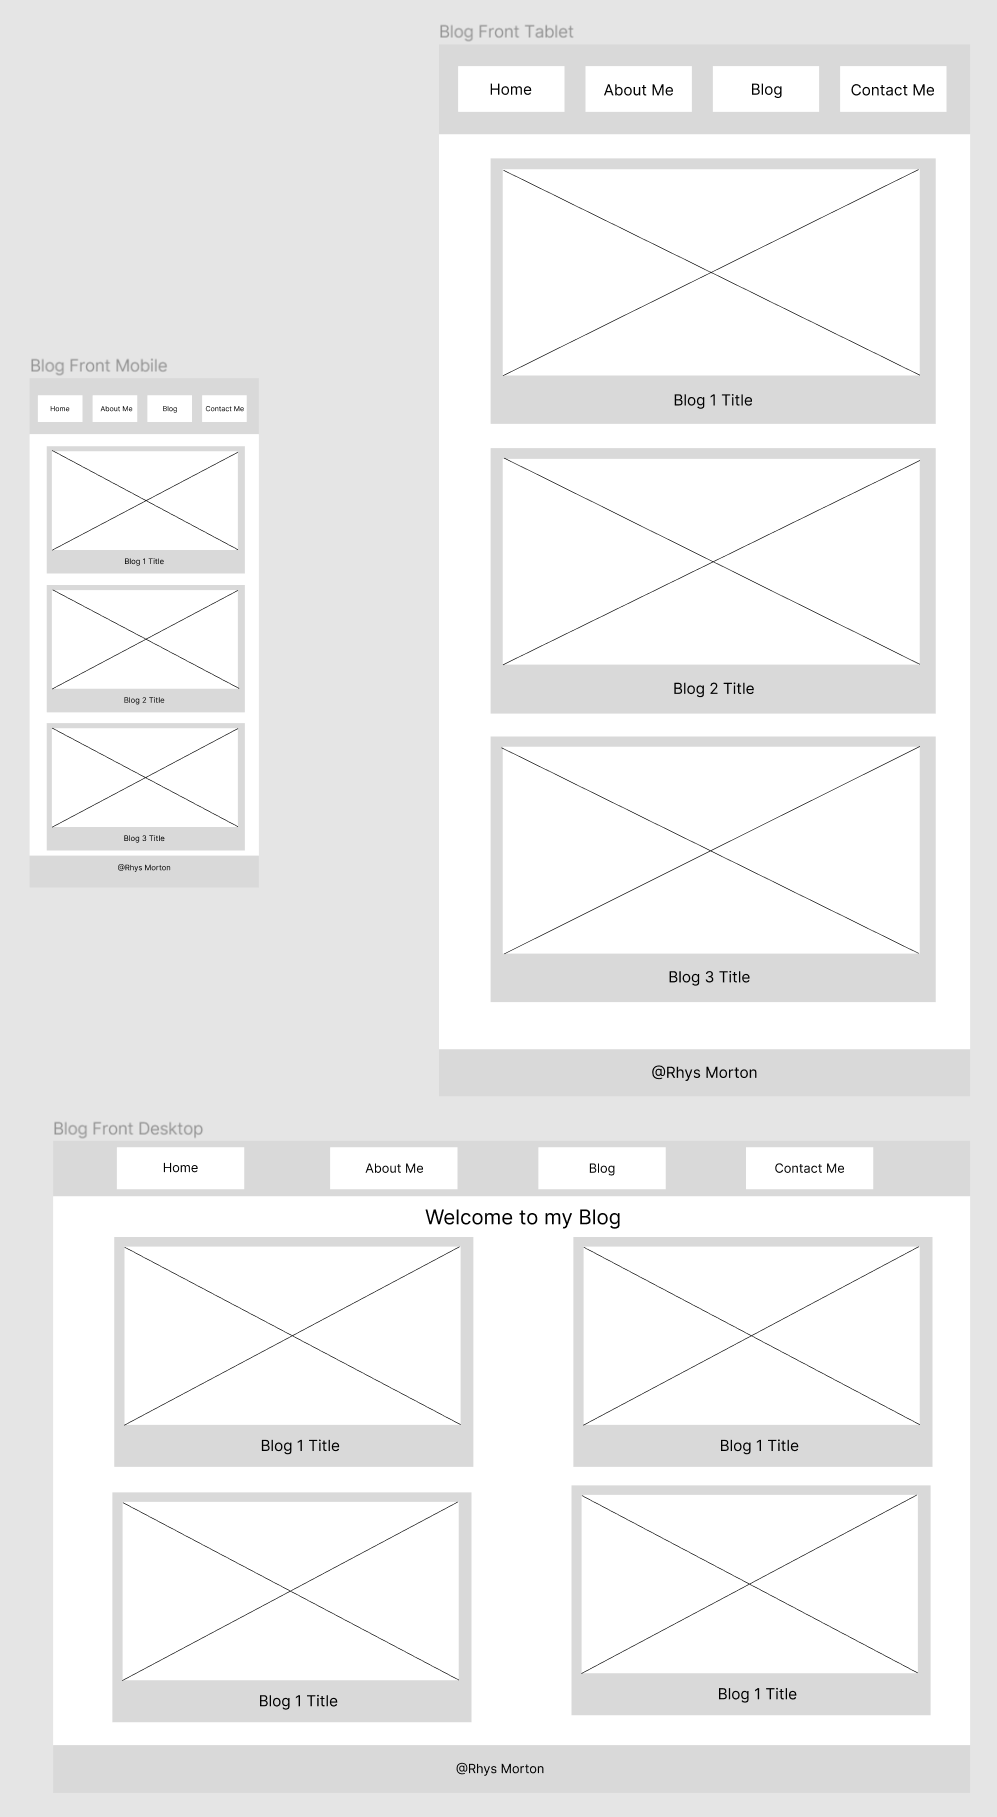 Blog Front Tablet
Home
About Me
Blog
Contact Me
Blog 1 Title
Blog 2 Title
Blog 3 Title
@Rhys Morton
Blog Front Mobile
Home
About Me
Blog
Contact Me
Blog 1 Title
Blog 2 Title
Blog 3 Title
@Rhys Morton
Blog Front Desktop
Home
About Me
Blog
Contact Me
Welcome to my Blog
Blog 1 Title
Blog 1 Title
Blog 1 Title
Blog 1 Title
@Rhys Morton